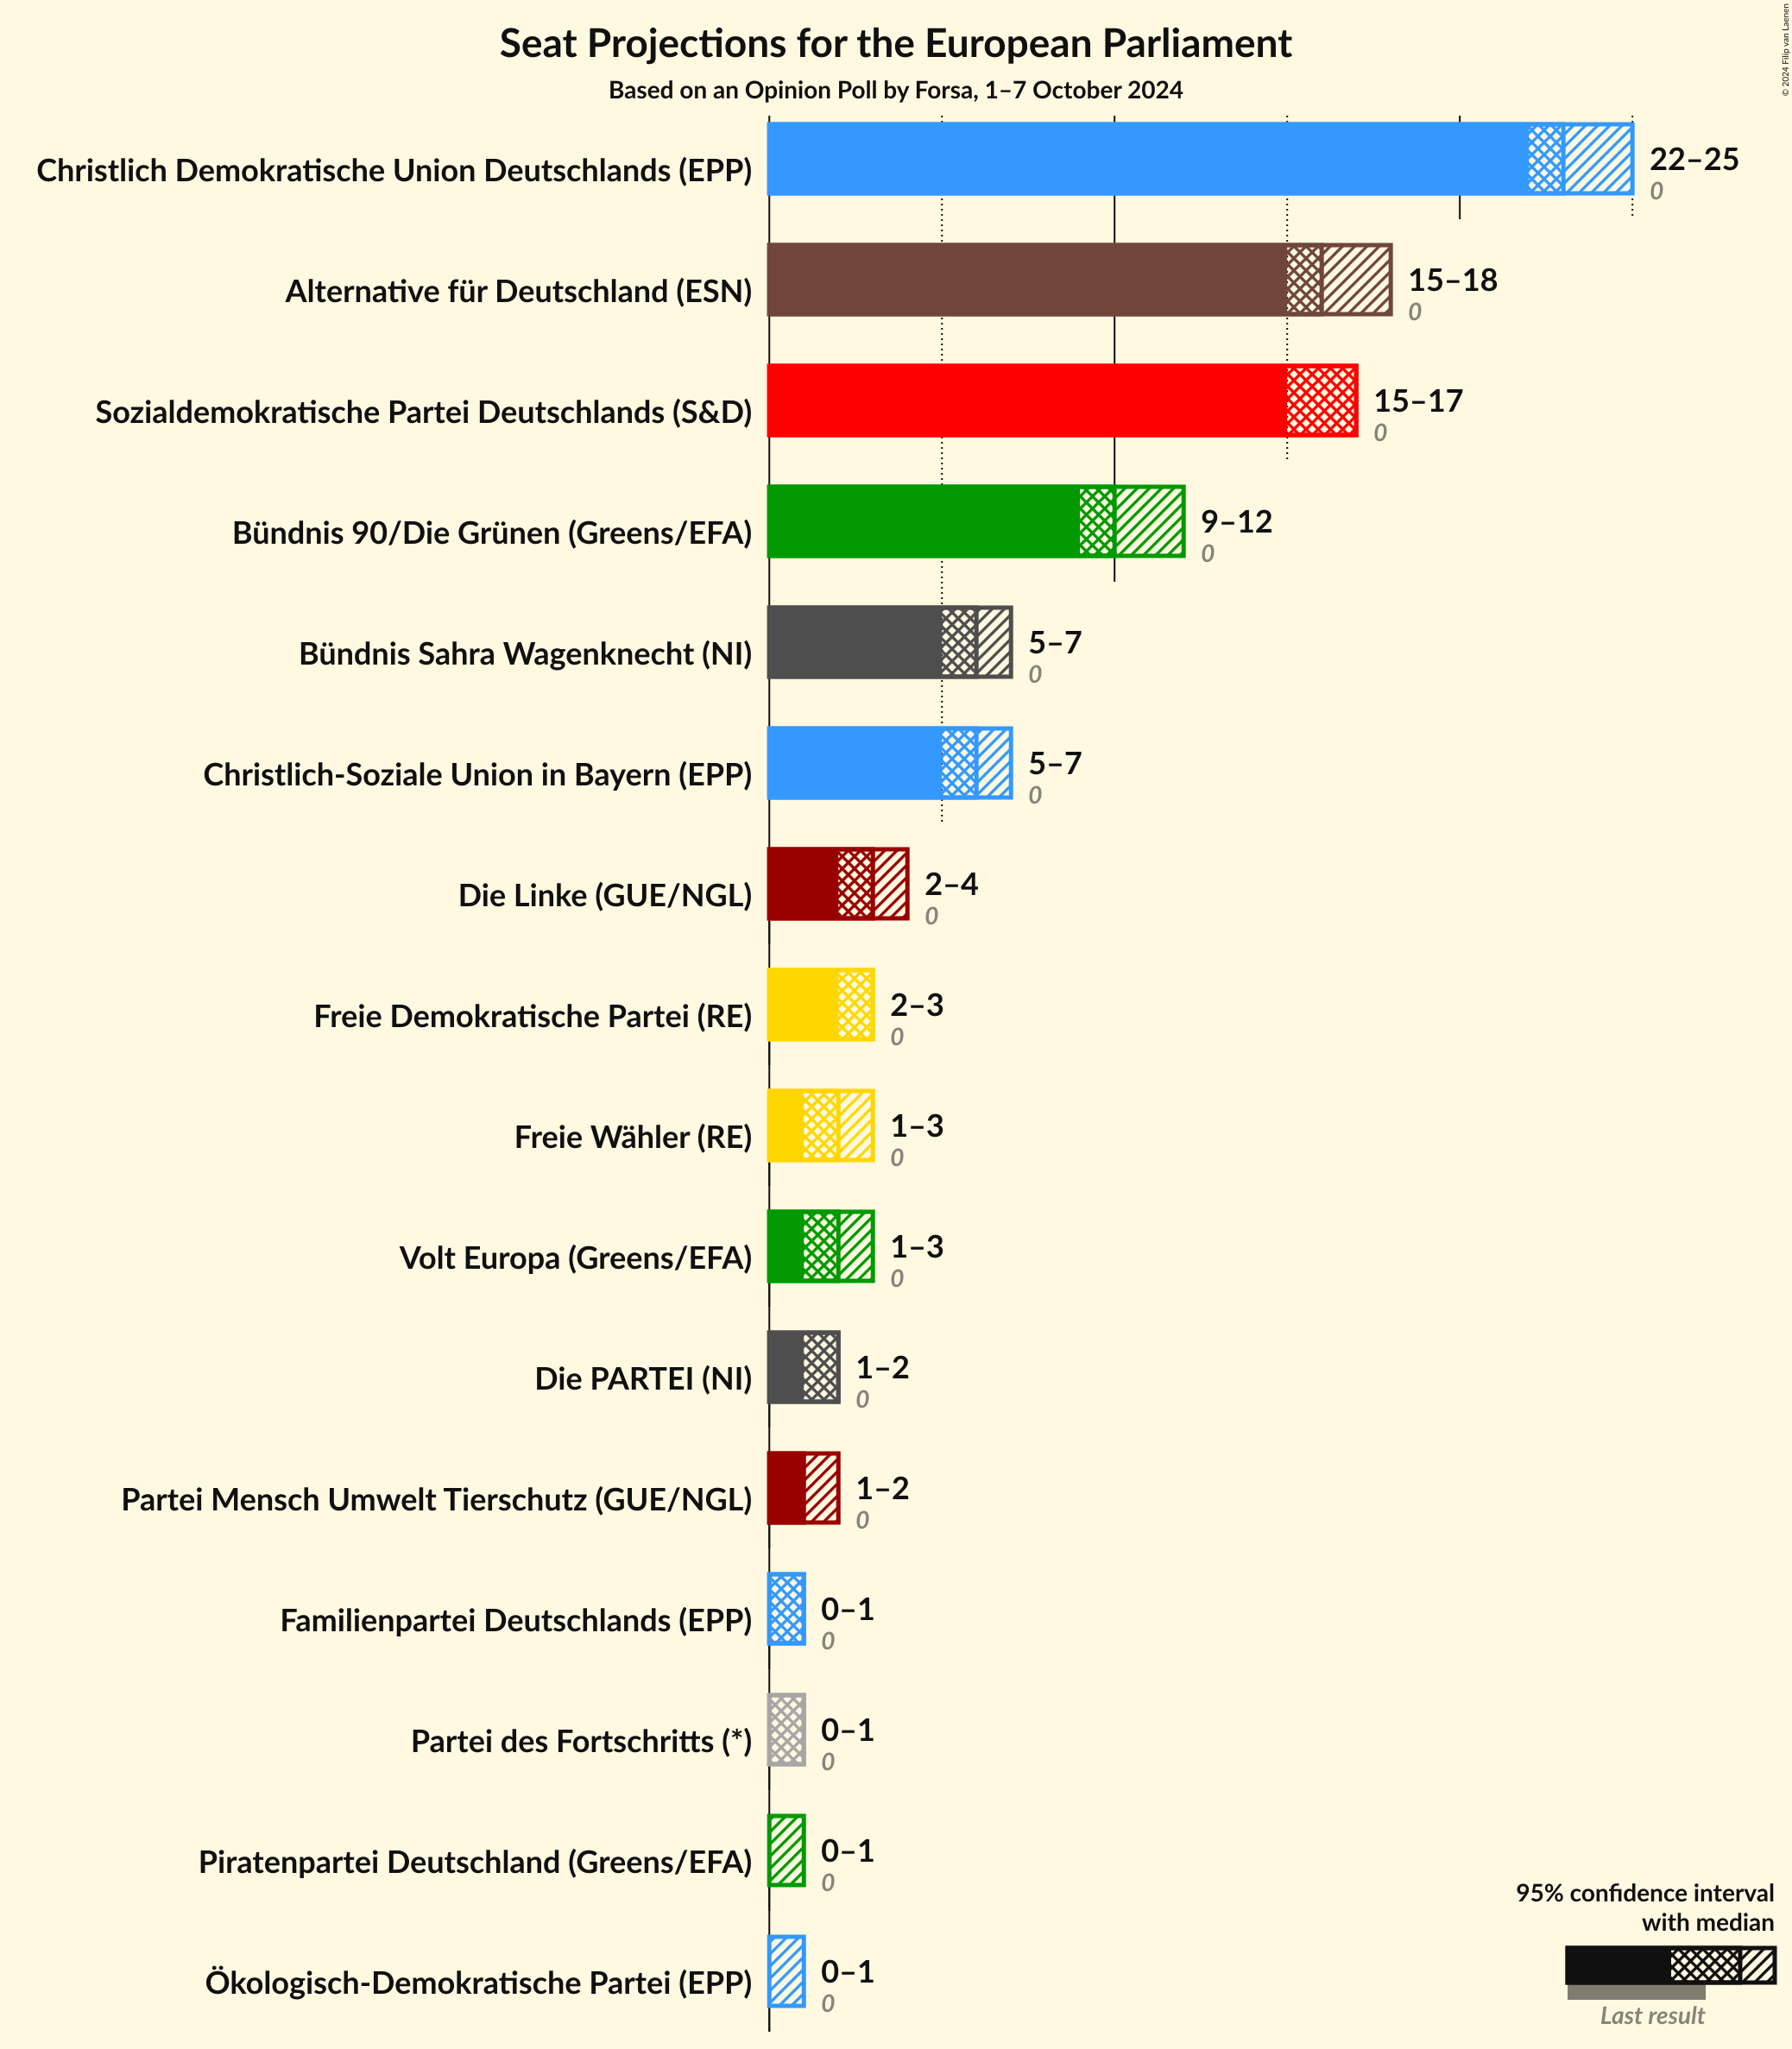 Seat Projections for the European Parliament
Based on an Opinion Poll by Forsa, 1–7 October 2024
© 2024 Filip van Laenen
Christlich Demokratische Union Deutschlands (EPP)
22–25
0
Alternative für Deutschland (ESN)
15–18
0
Sozialdemokratische Partei Deutschlands (S&D)
15–17
0
Bündnis 90/Die Grünen (Greens/EFA)
9–12
0
Bündnis Sahra Wagenknecht (NI)
5–7
0
Christlich-Soziale Union in Bayern (EPP)
5–7
0
Die Linke (GUE/NGL)
2–4
0
Freie Demokratische Partei (RE)
2–3
0
Freie Wähler (RE)
1–3
0
Volt Europa (Greens/EFA)
1–3
0
Die PARTEI (NI)
1–2
0
Partei Mensch Umwelt Tierschutz (GUE/NGL)
1–2
0
Familienpartei Deutschlands (EPP)
0–1
0
Partei des Fortschritts (*)
0–1
0
Piratenpartei Deutschland (Greens/EFA)
0–1
0
Ökologisch-Demokratische Partei (EPP)
0–1
0
95% confidence interval
with median
Last result